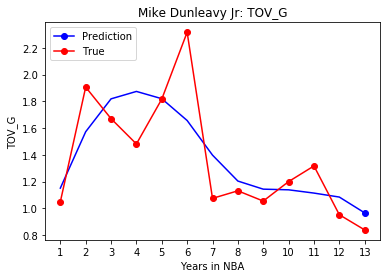 Mike Dunleavy Jr: TOV_G
Prediction
True
TOV_G
2.2
2.0
1.8
1.6
1.4
1.2
1.0
0.8
1 2 3 4 5 6 7 8 9 10 11 12 13
Years in NBA